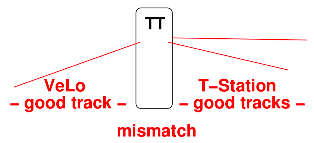 TT
VeLo
– good track –
T–Station
– good tracks –
mismatch